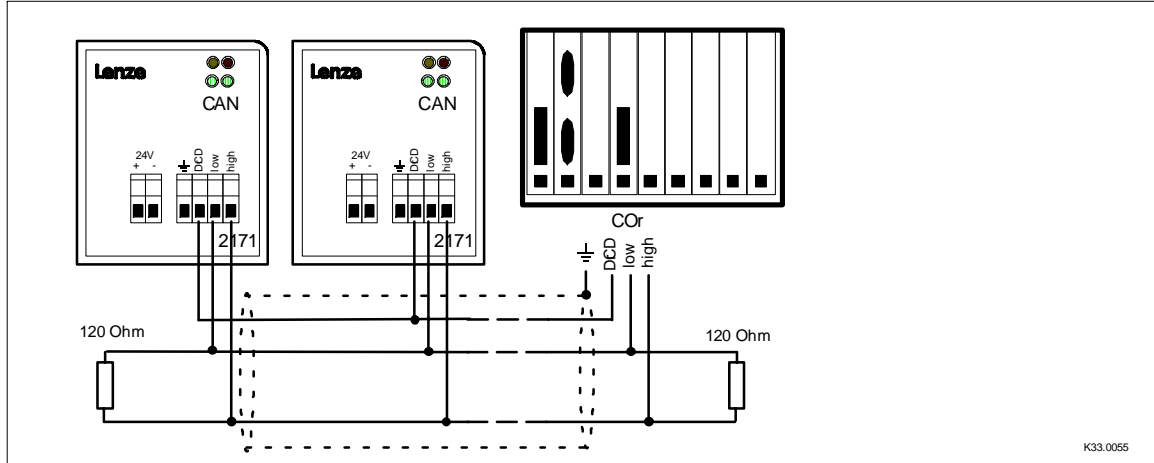 Lenze
CAN
24V
+ -
DCD
low
high
2171
Lenze
CAN
24V
+ -
DCD
low
high
2171
COr
DCD
low
high
120 Ohm
120 Ohm
K33.0055